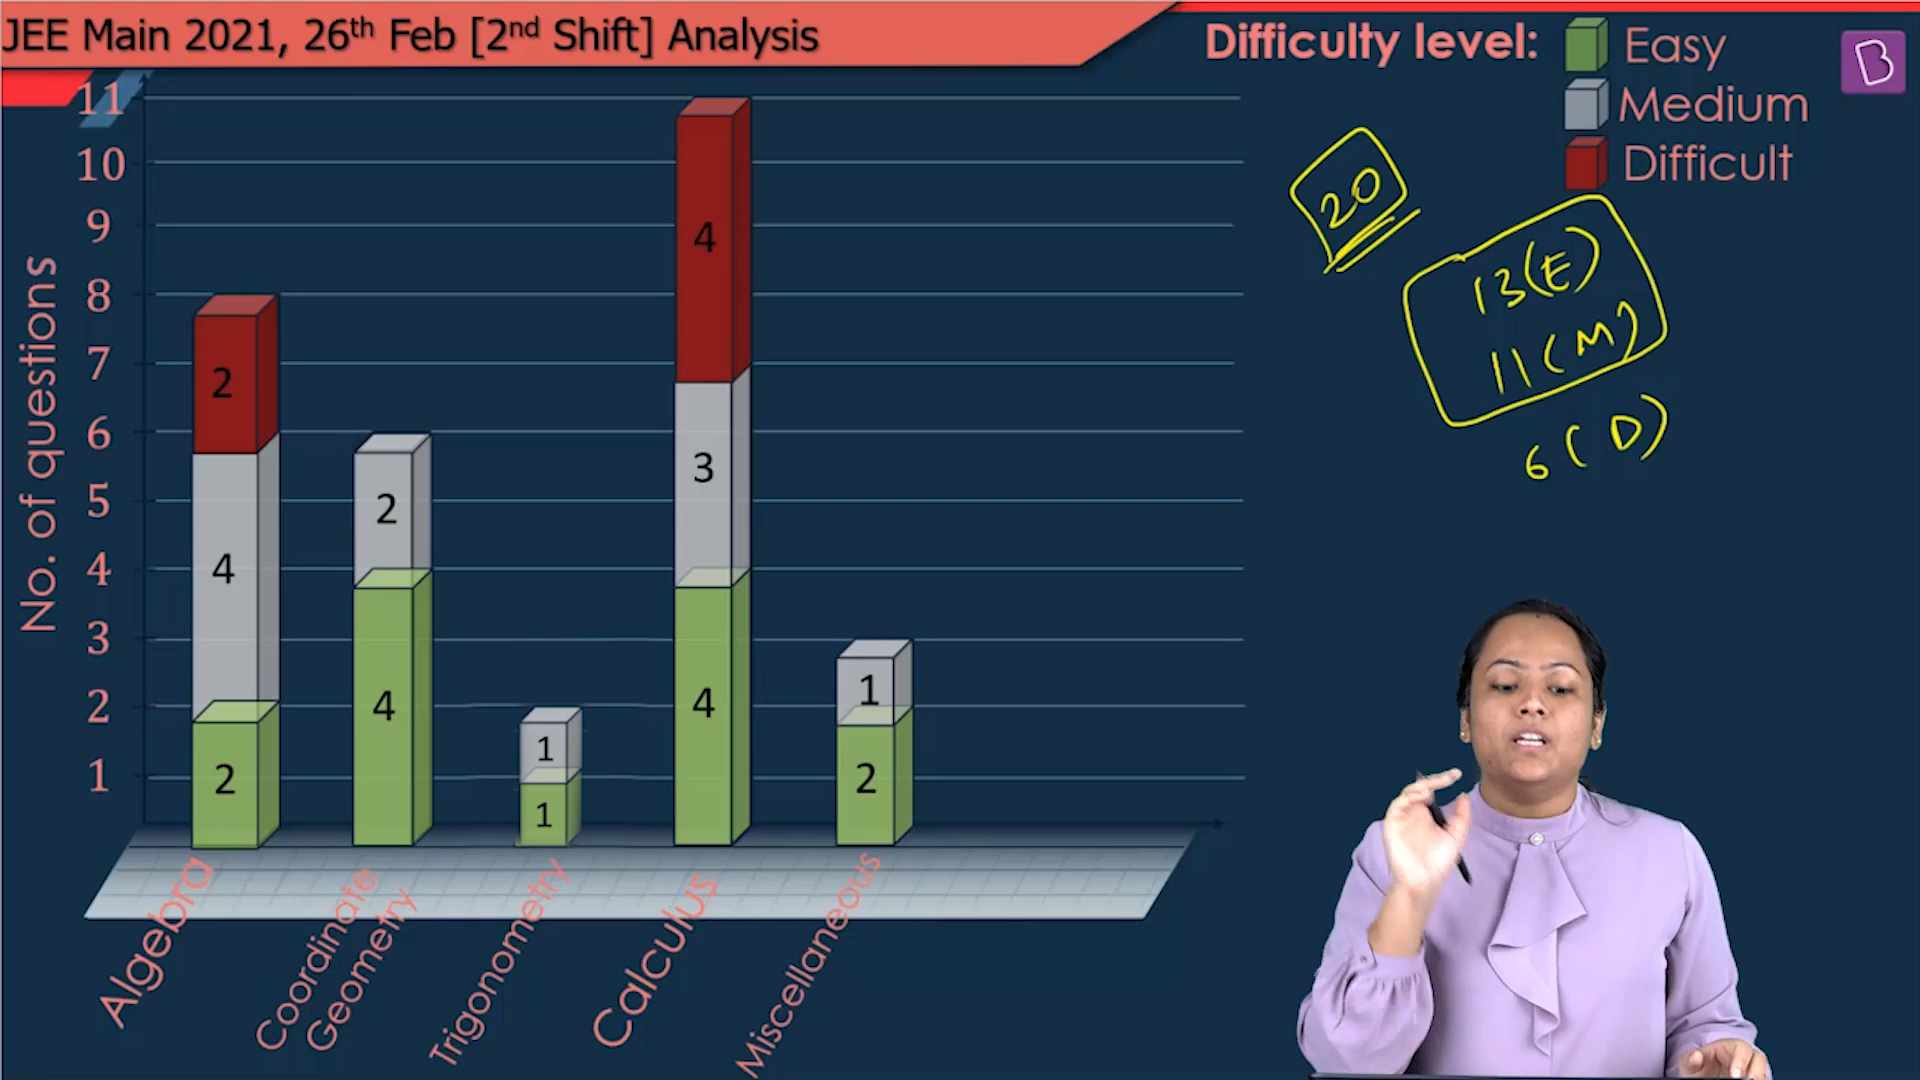 JEE Main 2021, 26th Feb [2nd Shift] Analysis
Difficulty level:
Easy
Medium
Difficult
B
No. of questions
11
10
9
8
7
6
5
4
3
2
1
2
4
2
2
4
1
1
4
3
4
1
2
Algebra
Coordinate
Geometry
Trigonometry
Calculus
Miscellaneous
20
13(E)
11(M)
6(D)